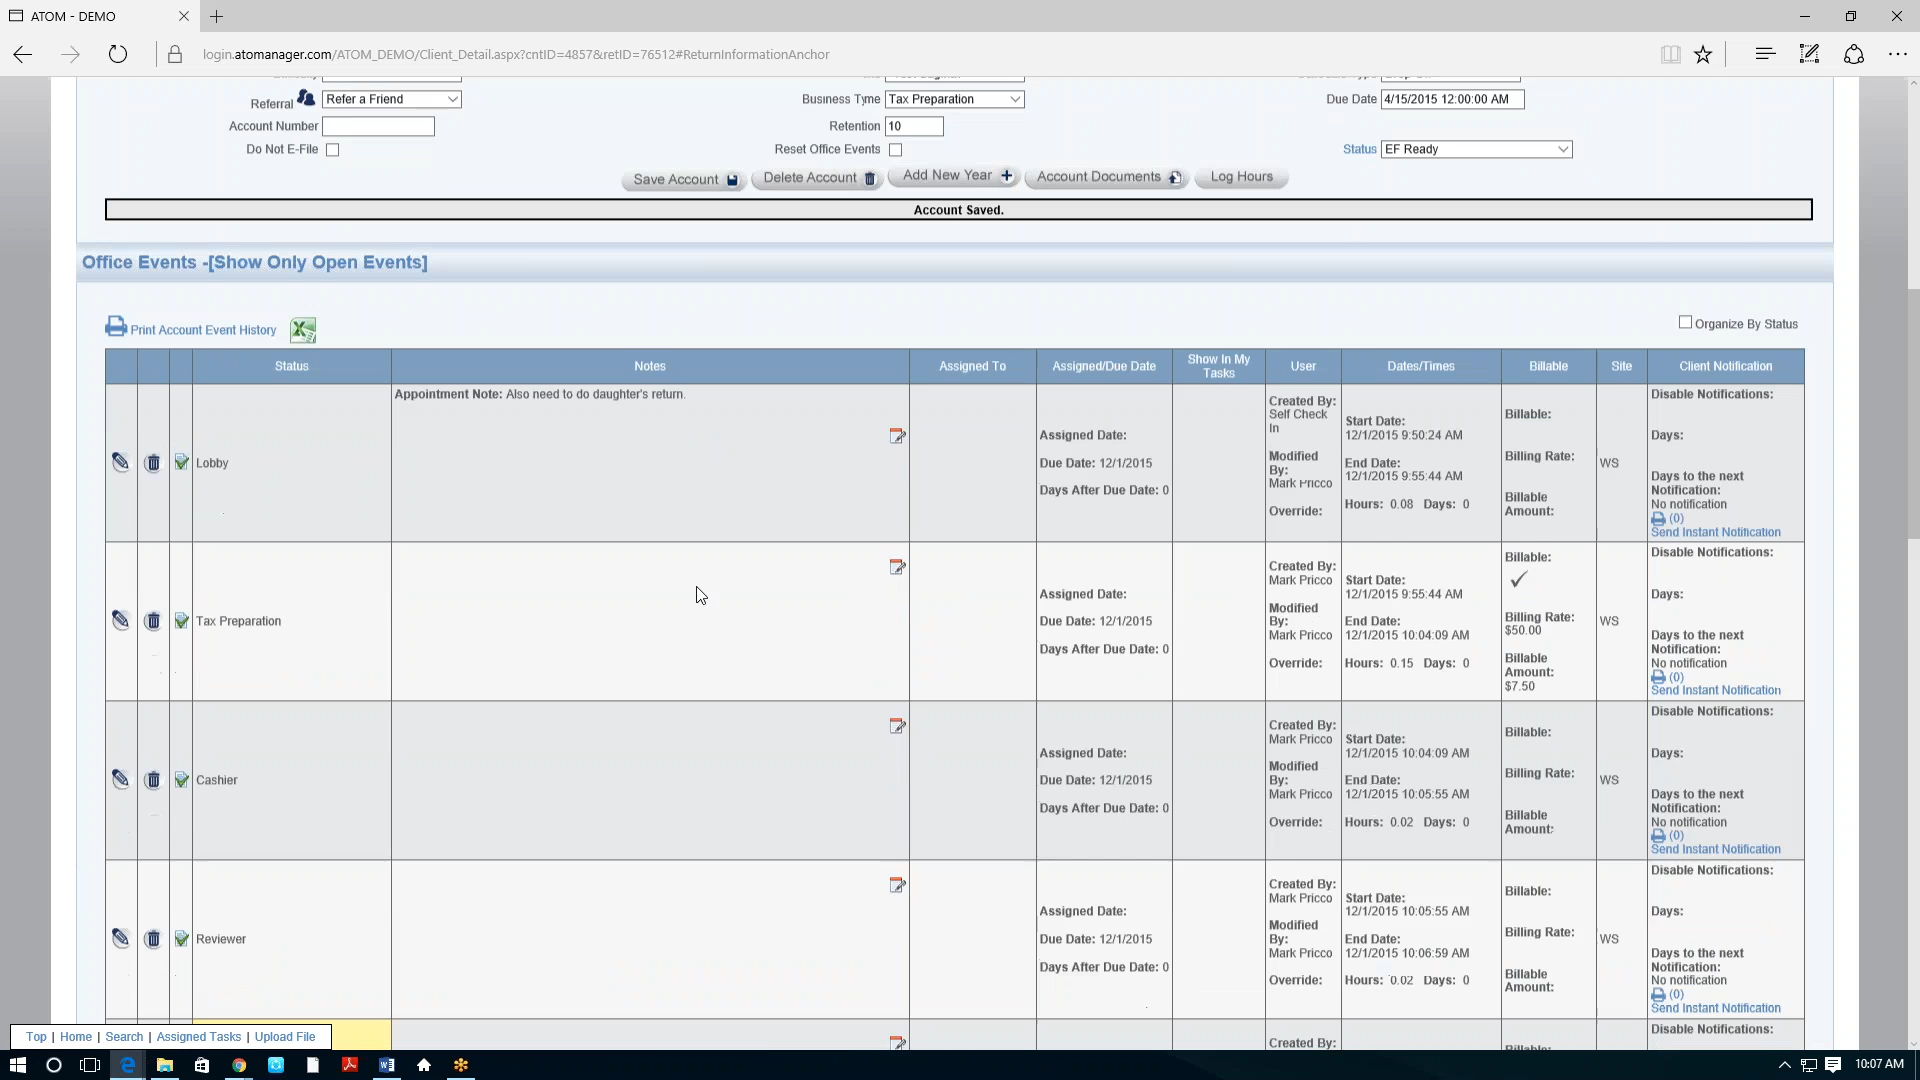 ATOM - DEMO
login.atomanager.com/ATOM_DEMO/Client_Detail.aspx?cntID=4857&retID=76512#ReturnInformationAnchor
Referral Refer a Friend Business Type Tax Preparation Due Date 4/15/2015 12:00:00 AM
Account Number Retention 10
Do Not E-File Reset Office Events Status EF Ready
Save Account Delete Account Add New Year Account Documents Log Hours
Account Saved.
Office Events -[Show Only Open Events]
Print Account Event History Organize By Status
Status Notes Assigned To Assigned/Due Date Show In My Tasks User Dates/Times Billable Site Client Notification
Lobby
Appointment Note: Also need to do daughter's return.
Assigned Date:
Due Date: 12/1/2015
Days After Due Date: 0
Created By:
Self Check
In
Modified
By:
Mark Pricco
Override:
Start Date:
12/1/2015 9:50:24 AM
End Date:
12/1/2015 9:55:44 AM
Hours: 0.08 Days: 0
Billable:
Billing Rate:
Billable
Amount:
WS
Disable Notifications:
Days:
Days to the next
Notification:
No notification
(0)
Send Instant Notification
Tax Preparation
Assigned Date:
Due Date: 12/1/2015
Days After Due Date: 0
Created By:
Mark Pricco
Modified
By:
Mark Pricco
Override:
Start Date:
12/1/2015 9:55:44 AM
End Date:
12/1/2015 10:04:09 AM
Hours: 0.15 Days: 0
Billable:
Billing Rate:
$50.00
Billable
Amount:
$7.50
WS
Disable Notifications:
Days:
Days to the next
Notification:
No notification
(0)
Send Instant Notification
Cashier
Assigned Date:
Due Date: 12/1/2015
Days After Due Date: 0
Created By:
Mark Pricco
Modified
By:
Mark Pricco
Override:
Start Date:
12/1/2015 10:04:09 AM
End Date:
12/1/2015 10:05:55 AM
Hours: 0.02 Days: 0
Billable:
Billing Rate:
Billable
Amount:
WS
Disable Notifications:
Days:
Days to the next
Notification:
No notification
(0)
Send Instant Notification
Reviewer
Assigned Date:
Due Date: 12/1/2015
Days After Due Date: 0
Created By:
Mark Pricco
Modified
By:
Mark Pricco
Override:
Start Date:
12/1/2015 10:05:55 AM
End Date:
12/1/2015 10:06:59 AM
Hours: 0.02 Days: 0
Billable:
Billing Rate:
Billable
Amount:
WS
Disable Notifications:
Days:
Days to the next
Notification:
No notification
(0)
Send Instant Notification
Created By:
Disable Notifications:
Top | Home | Search | Assigned Tasks | Upload File
10:07 AM